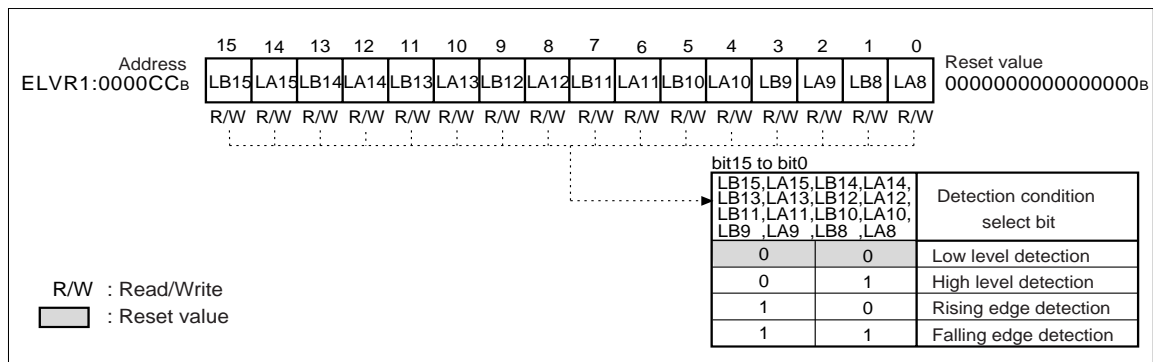 15 14 13 12 11 10 9 8 7 6 5 4 3 2 1 0
Address
ELVR1:0000CCB
LB15 LA15 LB14 LA14 LB13 LA13 LB12 LA12 LB11 LA11 LB10 LA10 LB9 LA9 LB8 LA8
Reset value
0000000000000000B
R/W R/W R/W R/W R/W R/W R/W R/W R/W R/W R/W R/W R/W R/W R/W R/W
bit15 to bit0
LB15,LA15,LB14,LA14,
LB13,LA13,LB12,LA12,
LB11,LA11,LB10,LA10,
LB9 ,LA9 ,LB8 ,LA8
Detection condition
select bit
0 0 Low level detection
0 1 High level detection
1 0 Rising edge detection
1 1 Falling edge detection
R/W : Read/Write
: Reset value